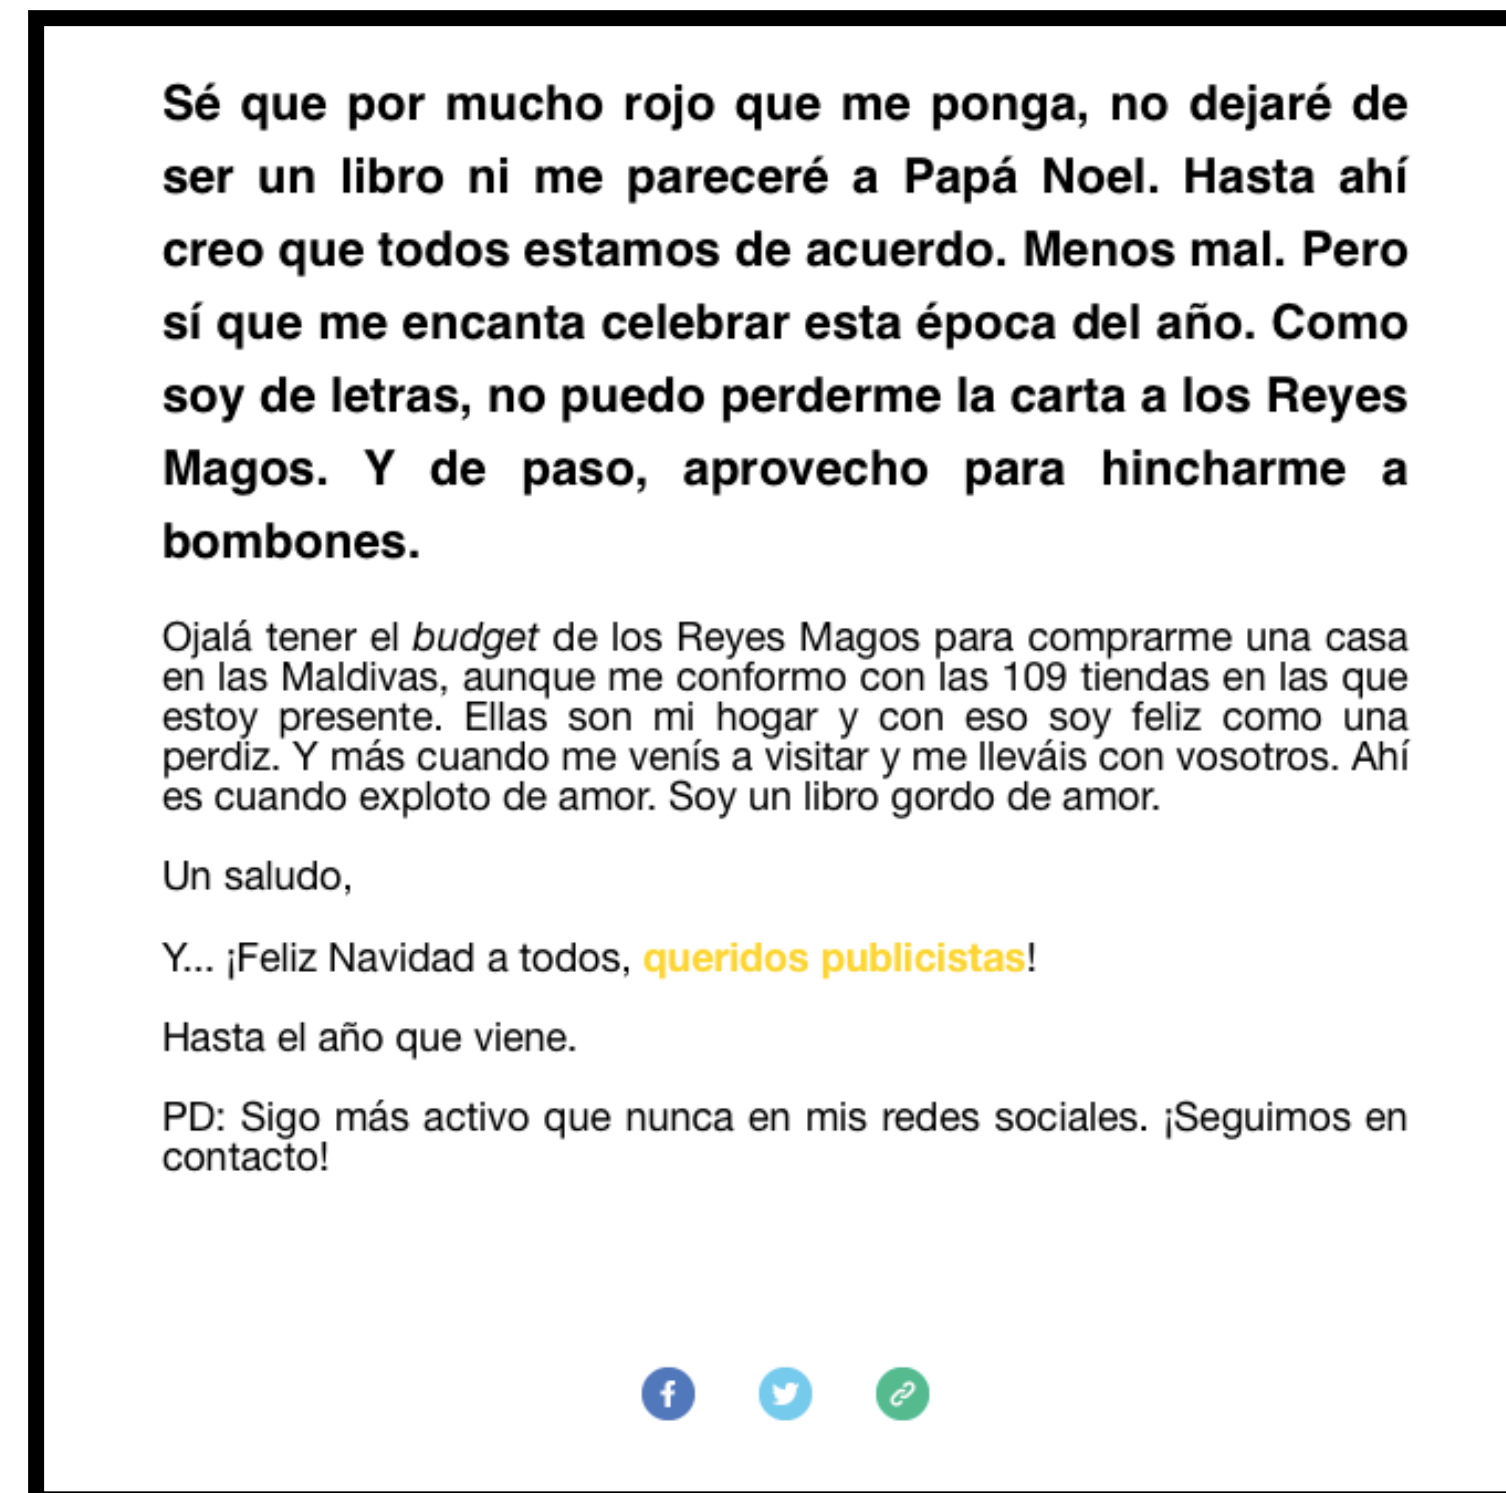 Sé que por mucho rojo que me ponga, no dejaré de
ser un libro ni me pareceré a Papá Noel. Hasta ahí
creo que todos estamos de acuerdo. Menos mal. Pero
sí que me encanta celebrar esta época del año. Como
soy de letras, no puedo perderme la carta a los Reyes
Magos. Y de paso, aprovecho para hincharme a
bombones.
Ojalá tener el budget de los Reyes Magos para comprarme una casa
en las Maldivas, aunque me conformo con las 109 tiendas en las que
estoy presente. Ellas son mi hogar y con eso soy feliz como una
perdiz. Y más cuando me venís a visitar y me lleváis con vosotros. Ahí
es cuando exploto de amor. Soy un libro gordo de amor.
Un saludo,
Y... ¡Feliz Navidad a todos, queridos publicistas!
Hasta el año que viene.
PD: Sigo más activo que nunca en mis redes sociales. ¡Seguimos en
contacto!